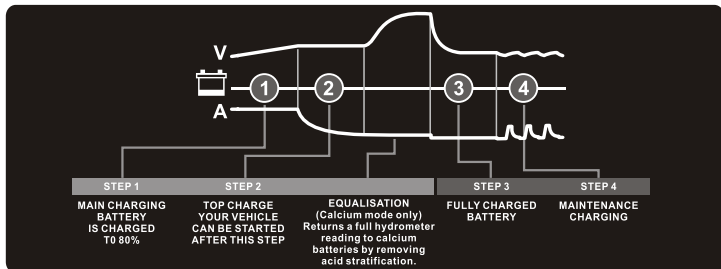 V
1
2
3
4
A
STEP 1
STEP 2
STEP 3
STEP 4
MAIN CHARGING
BATTERY
IS CHARGED
T0 80%
TOP CHARGE
YOUR VEHICLE
CAN BE STARTED
AFTER THIS STEP
EQUALISATION
(Calcium mode only)
Returns a full hydrometer
reading to calcium
batteries by removing
acid stratification.
FULLY CHARGED
BATTERY
MAINTENANCE
CHARGING